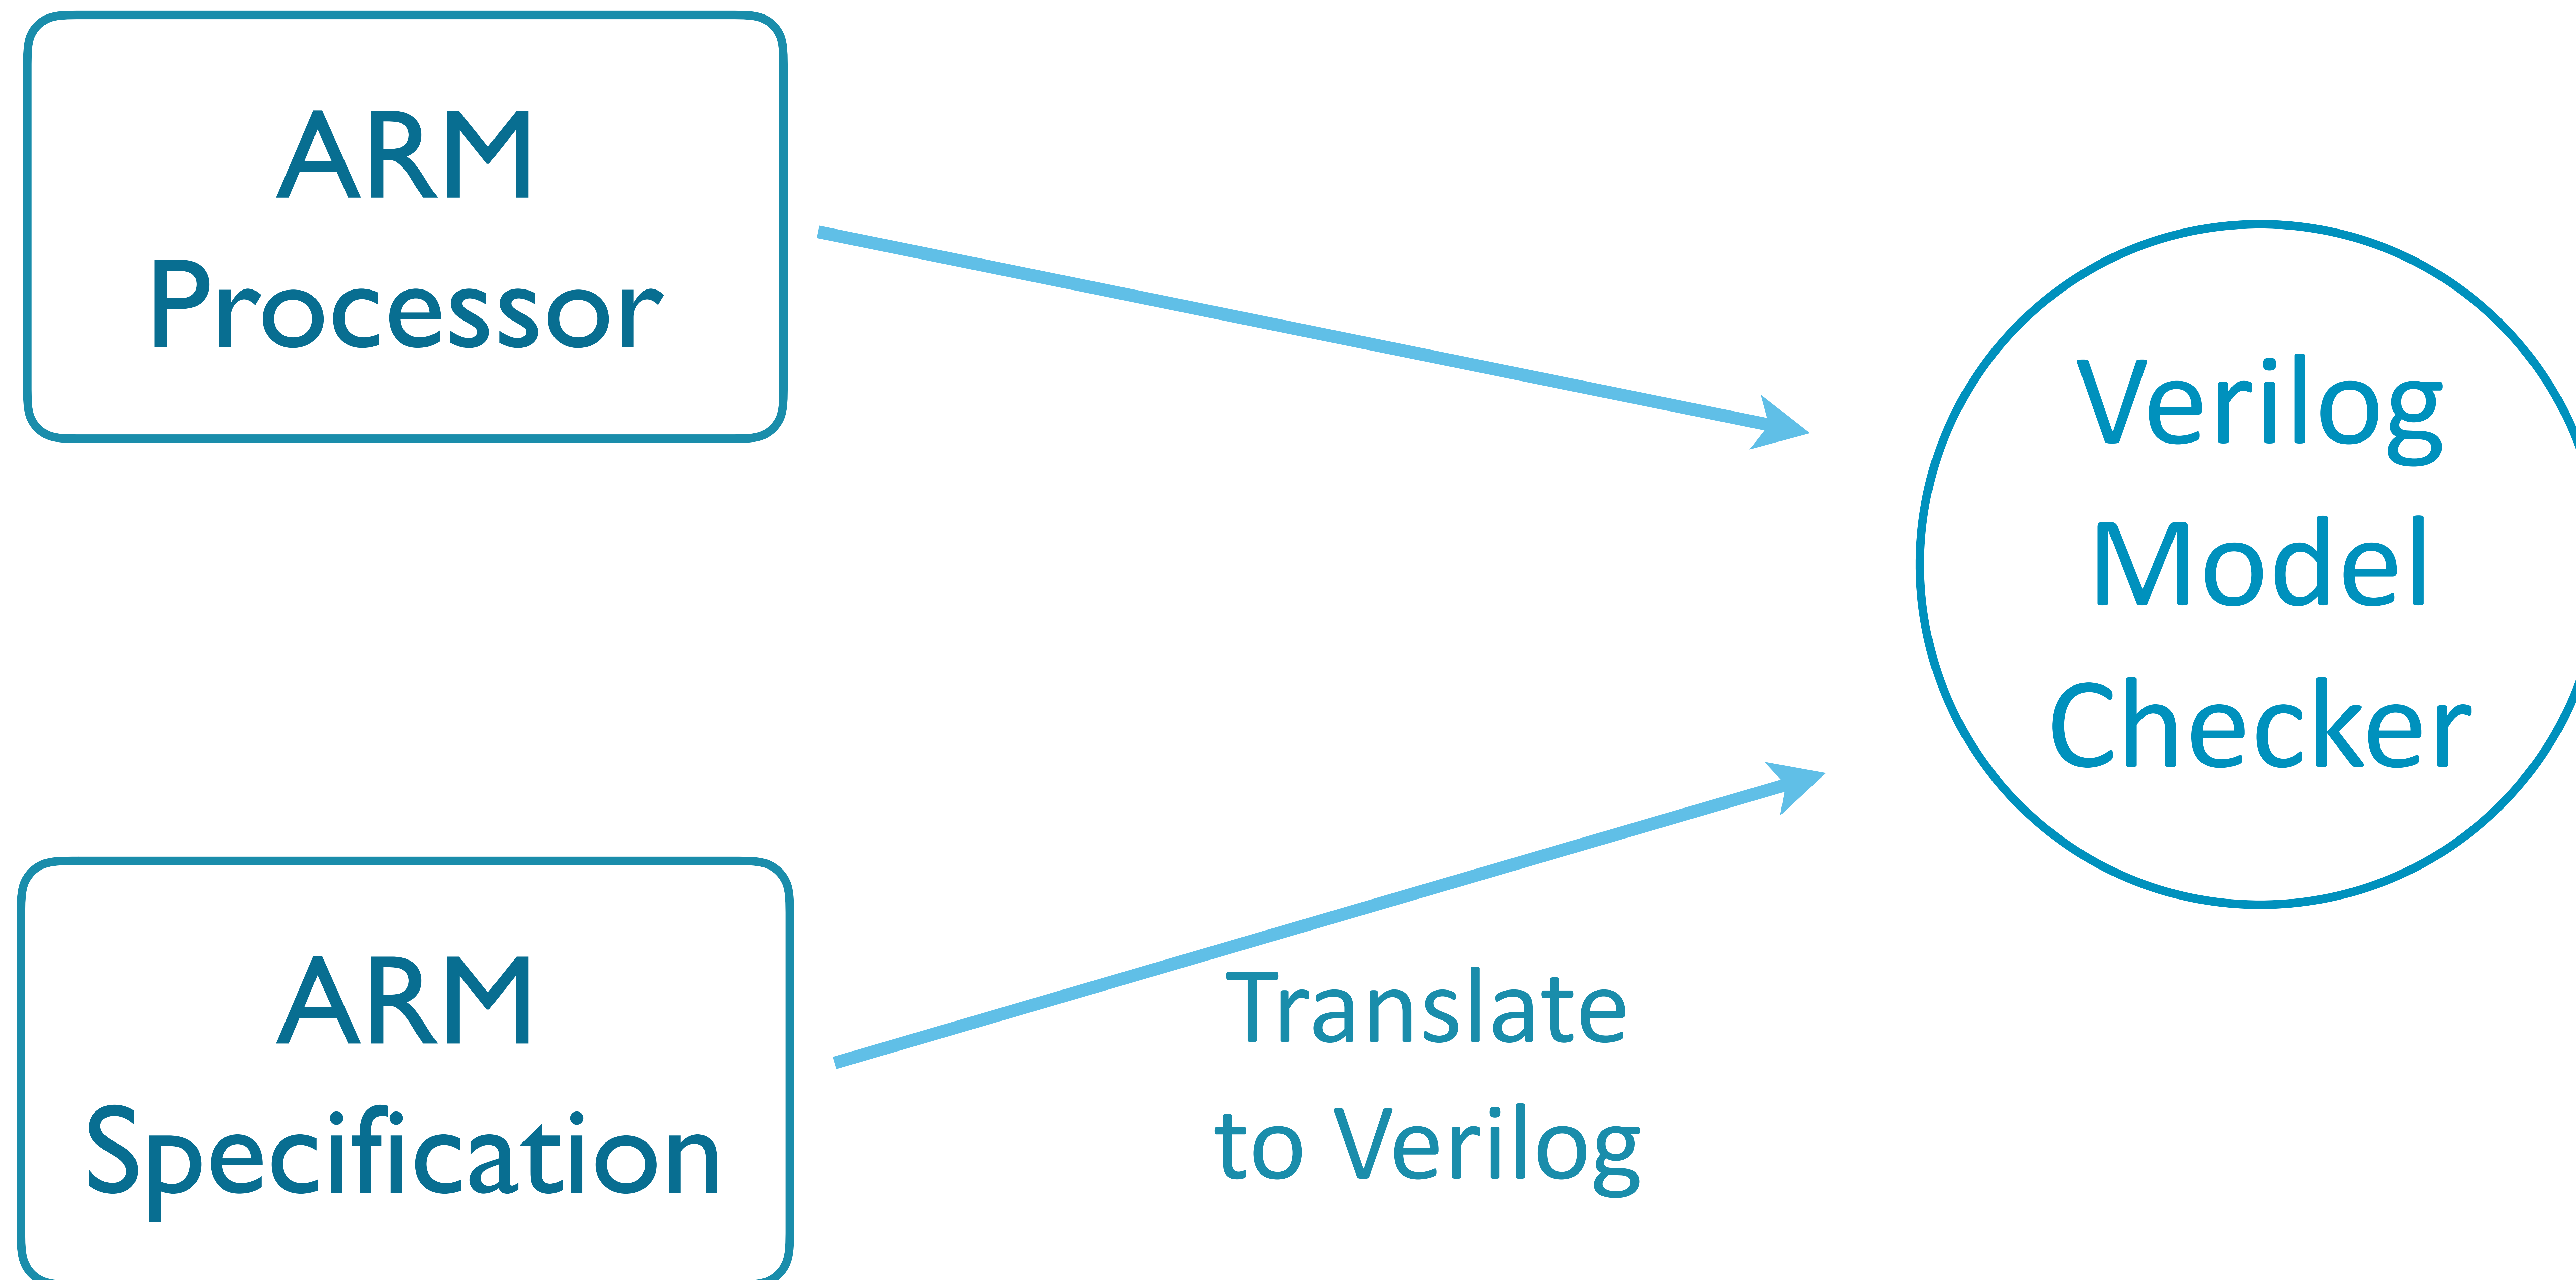 ARM
Processor
Verilog
Model
Checker
ARM
Specification
Translate
to Verilog